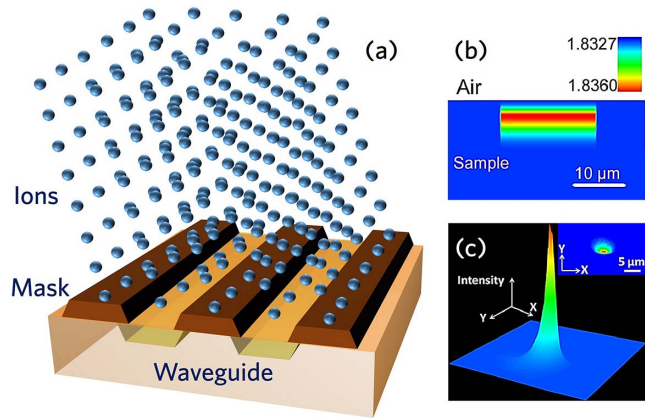 (a)
Ions
Mask
Waveguide
(b)
1.8327
1.8360
Air
Sample
10 μm
(c)
Intensity
Y
X
Y
X
5 μm